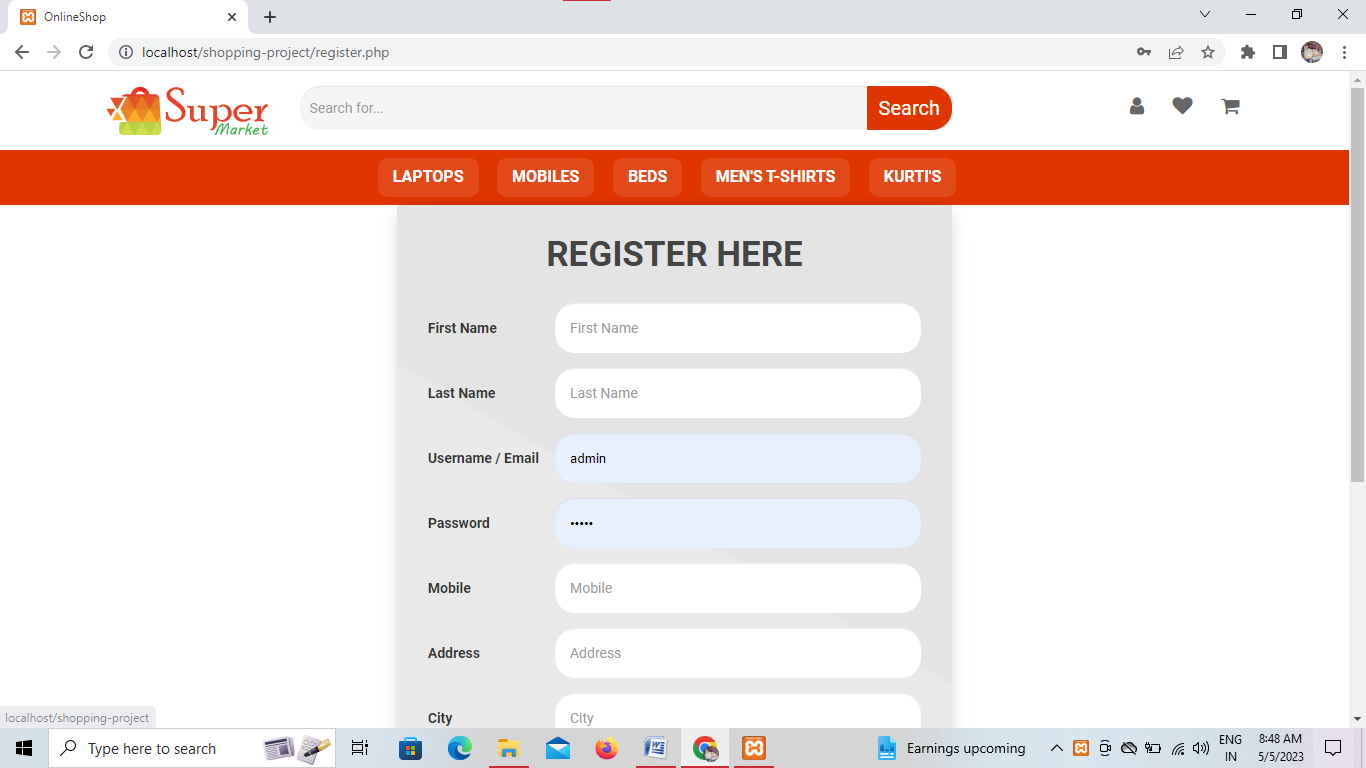 OnlineShop
localhost/shopping-project/register.php
Super
Market
Search for...
Search
LAPTOPS MOBILES BEDS MEN'S T-SHIRTS KURTI'S
REGISTER HERE
First Name First Name
Last Name Last Name
Username / Email admin
Password •••••
Mobile Mobile
Address Address
City City
localhost/shopping-project
Type here to search
Earnings upcoming
ENG
IN
8:48 AM
5/5/2023